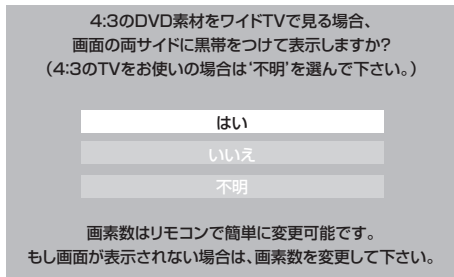 4:3のDVD素材をワイドTVで見る場合、
画面の両サイドに黒帯をつけて表示しますか?
(4:3のTVをお使いの場合は‘不明’を選んで下さい。)
はい
いいえ
不明
画素数はリモコンで簡単に変更可能です。
もし画面が表示されない場合は、画素数を変更して下さい。